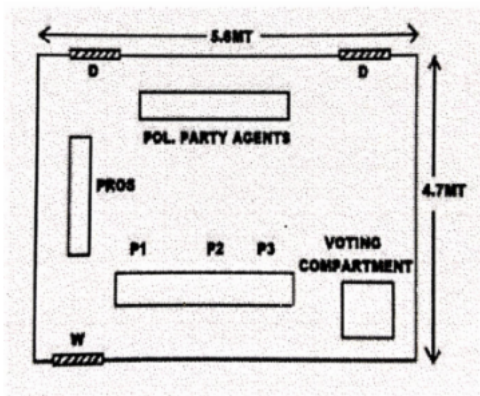 5.6MT
D
D
POL. PARTY AGENTS
PROS
4.7MT
P1 P2 P3
VOTING
COMPARTMENT
W